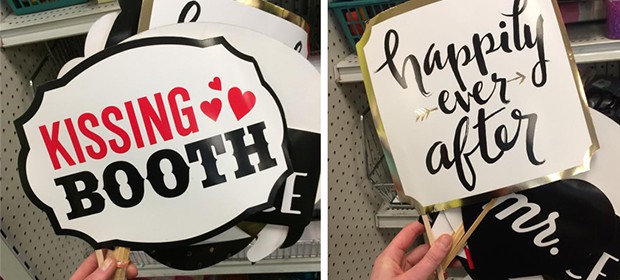 KISSING
BOOTH
E
happily
ever
after
mr.